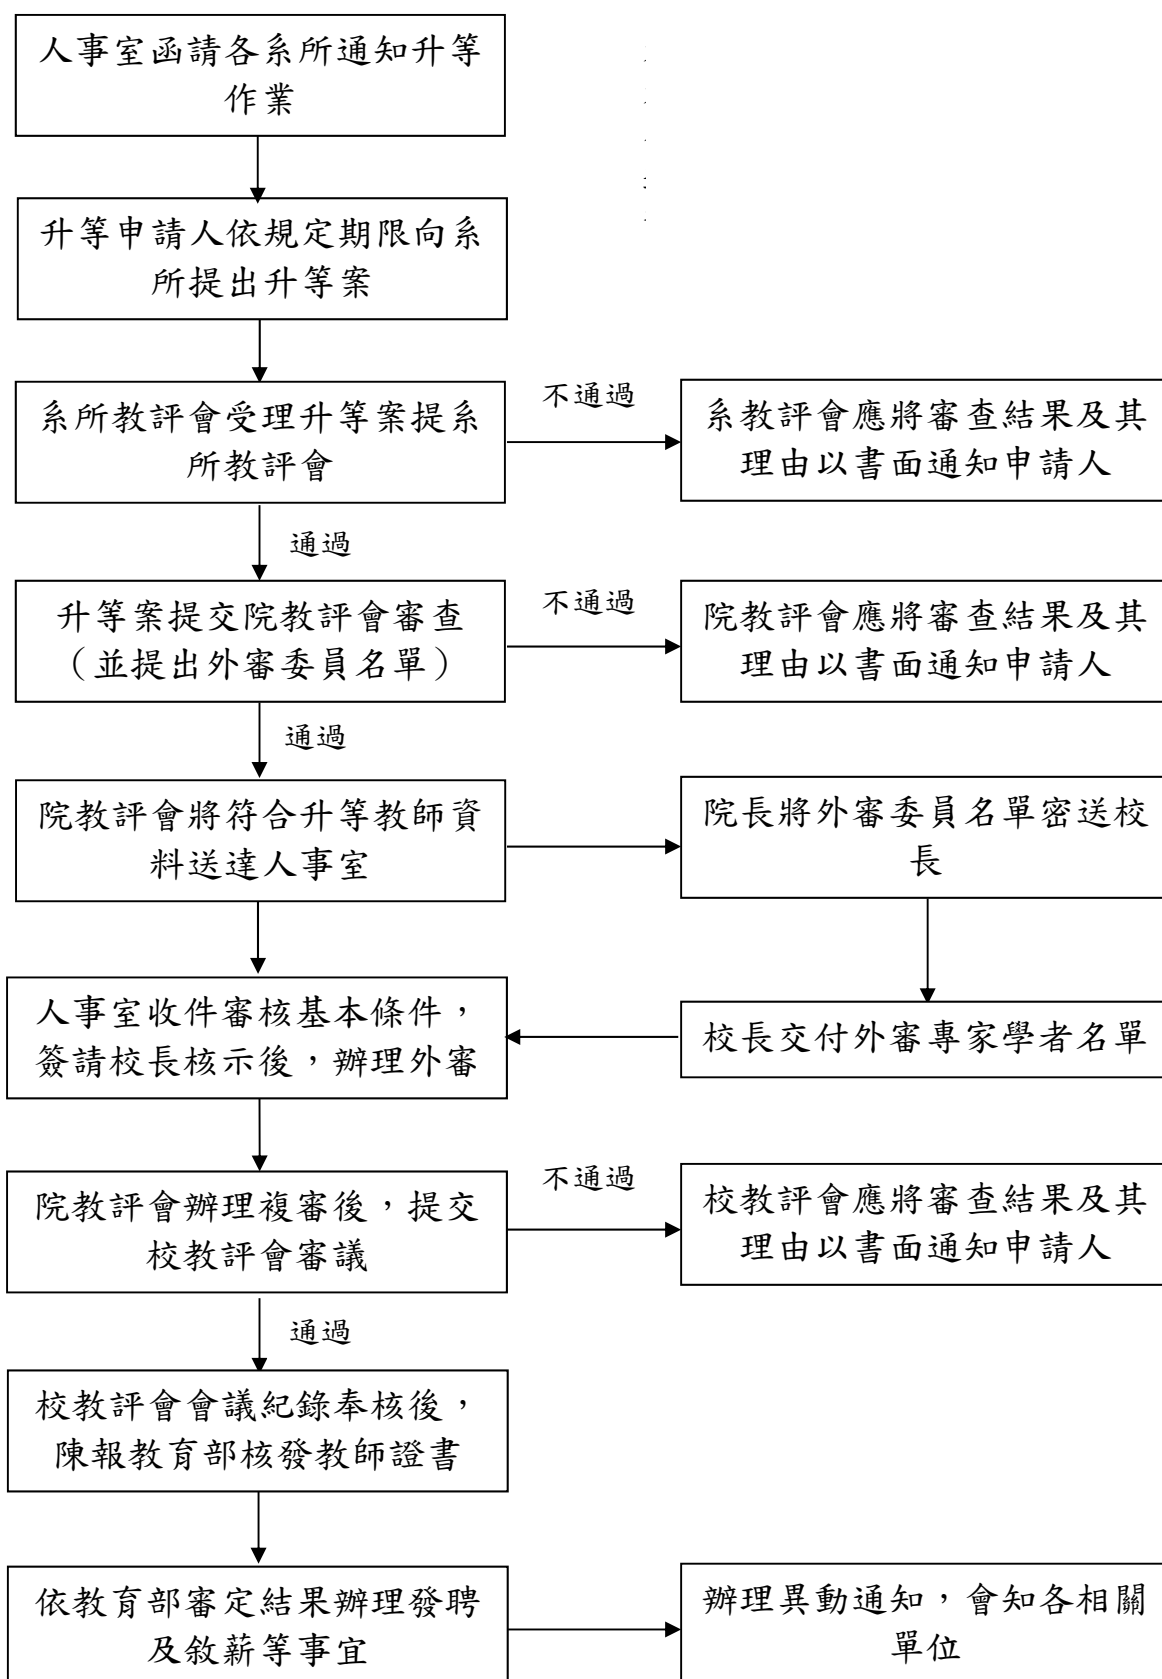 人事室函請各系所通知升等
作業
升等申請人依規定期限向系
所提出升等案
系所教評會受理升等案提系
所教評會
不通過
系教評會應將審查結果及其
理由以書面通知申請人
通過
升等案提交院教評會審查
（並提出外審委員名單）
不通過
院教評會應將審查結果及其
理由以書面通知申請人
通過
院教評會將符合升等教師資
料送達人事室
院長將外審委員名單密送校
長
人事室收件審核基本條件，
簽請校長核示後，辦理外審
校長交付外審專家學者名單
院教評會辦理複審後，提交
校教評會審議
不通過
校教評會應將審查結果及其
理由以書面通知申請人
通過
校教評會會議紀錄奉核後，
陳報教育部核發教師證書
依教育部審定結果辦理發聘
及敘薪等事宜
辦理異動通知，會知各相關
單位